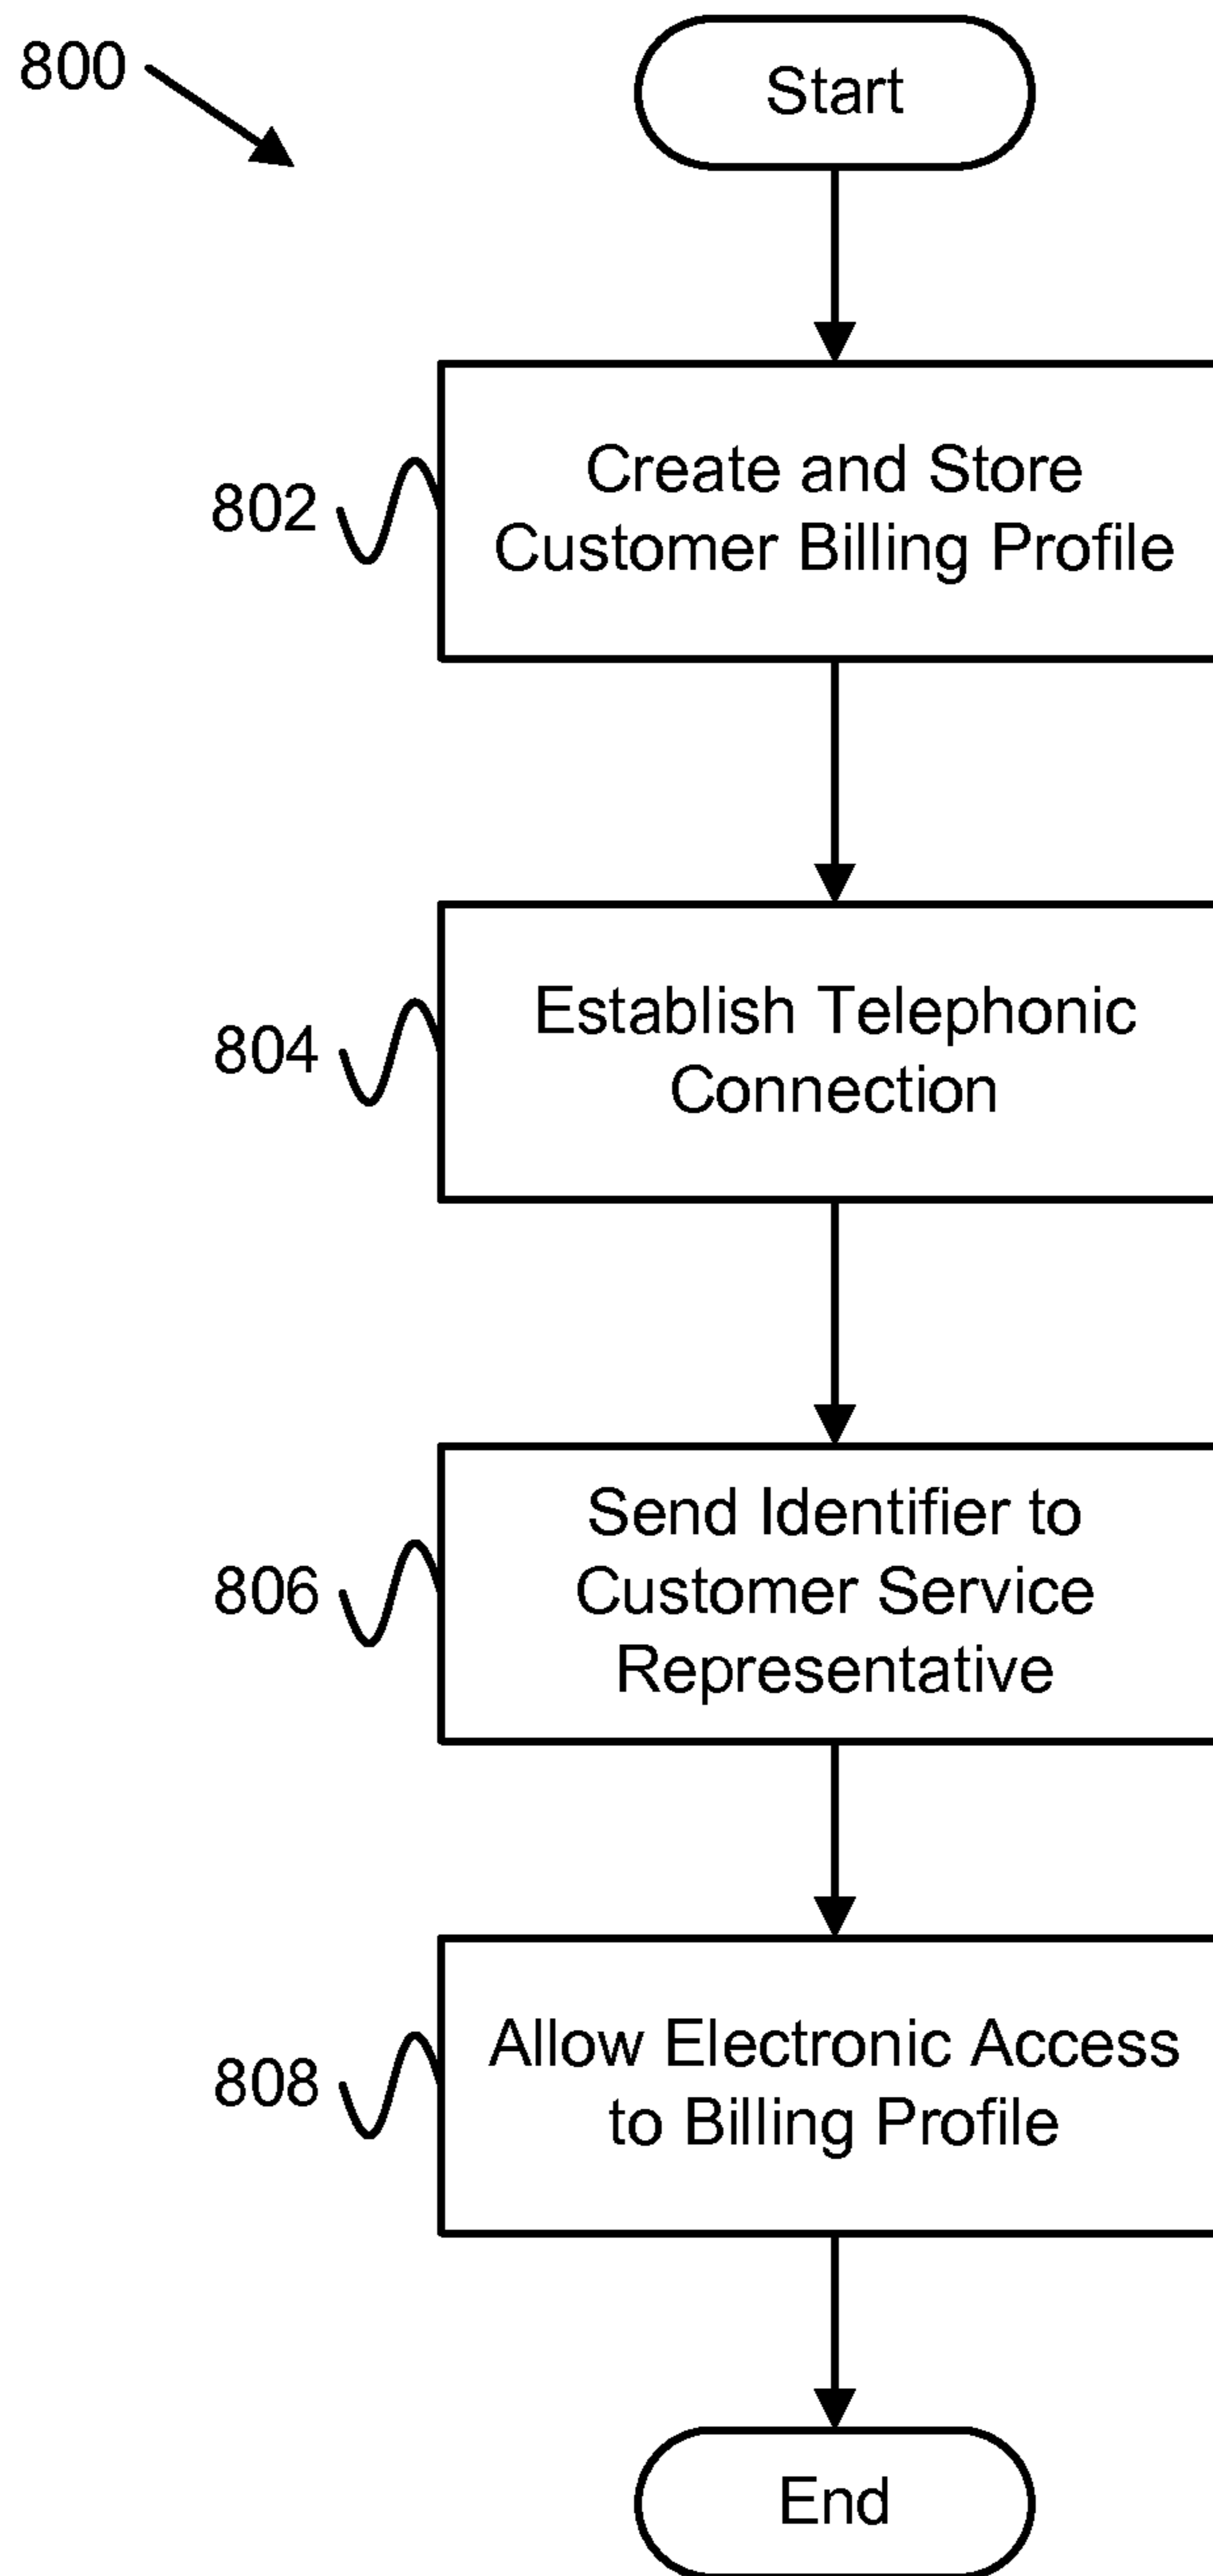 800
Start
802
Create and Store
Customer Billing Profile
804
Establish Telephonic
Connection
806
Send Identifier to
Customer Service
Representative
808
Allow Electronic Access
to Billing Profile
End